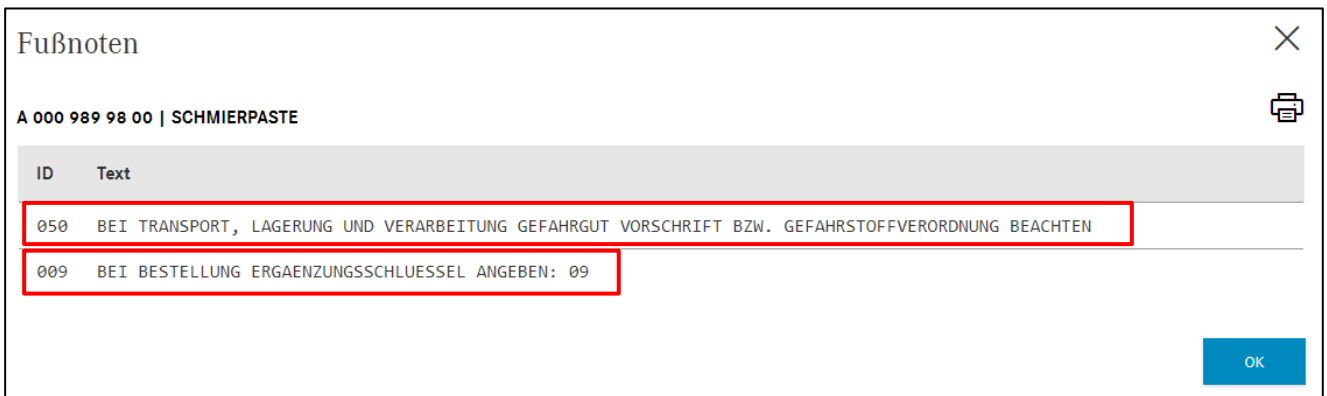 Fußnoten
A 000 989 98 00 | SCHMIERPASTE
ID Text
050 BEI TRANSPORT, LAGERUNG UND VERARBEITUNG GEFAHRGUT VORSCHRIFT BZW. GEFAHRSTOFFVERORDNUNG BEACHTEN
009 BEI BESTELLUNG ERGAENZUNGSSCHLUESSEL ANGEBEN: 09
OK